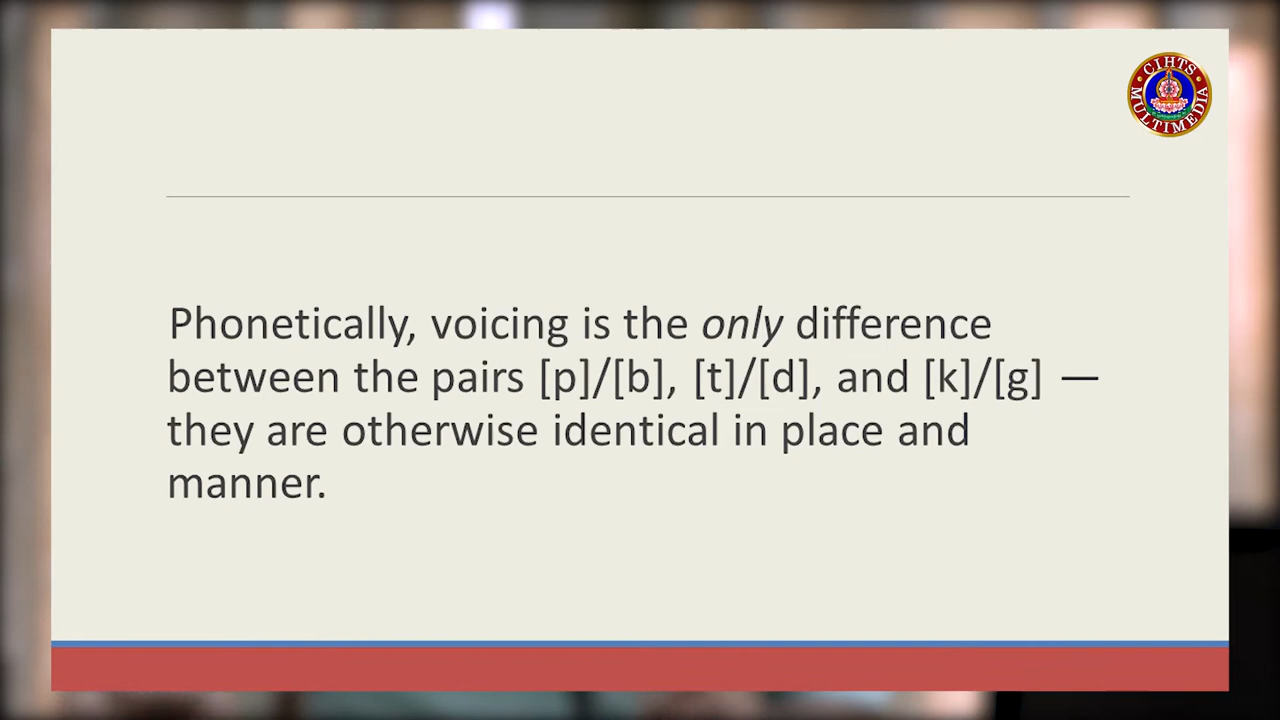 CIHTS
MULTIMEDIA
Phonetically, voicing is the only difference
between the pairs [p]/[b], [t]/[d], and [k]/[g] —
they are otherwise identical in place and
manner.